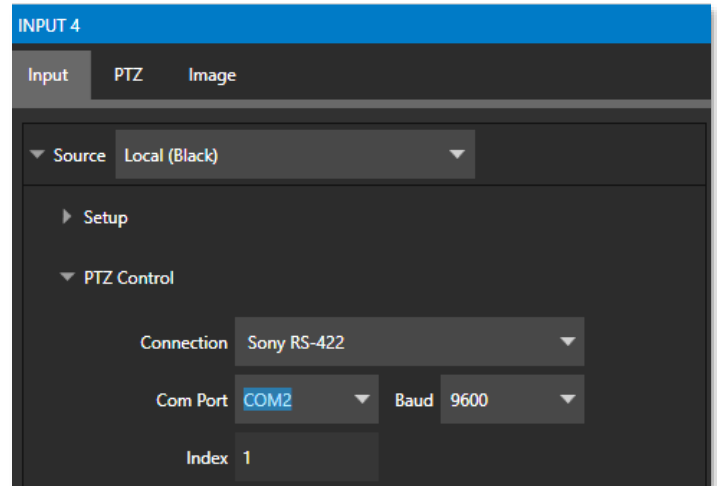 INPUT 4
Input PTZ Image
Source Local (Black)
Setup
PTZ Control
Connection Sony RS-422
Com Port COM2 Baud 9600
Index 1